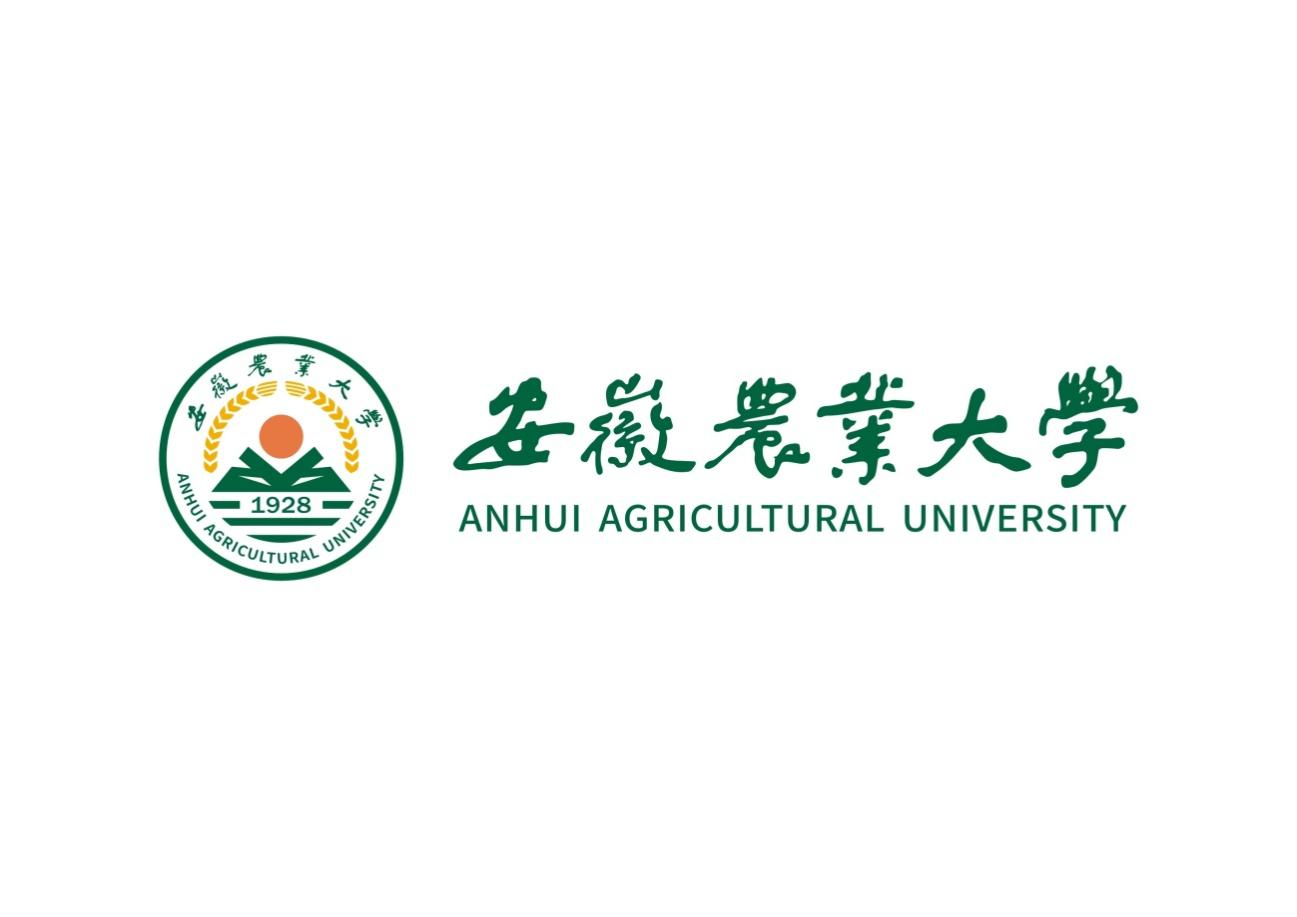 安徽農業大學
1928
ANHUI AGRICULTURAL UNIVERSITY
安徽農業大學
ANHUI AGRICULTURAL UNIVERSITY